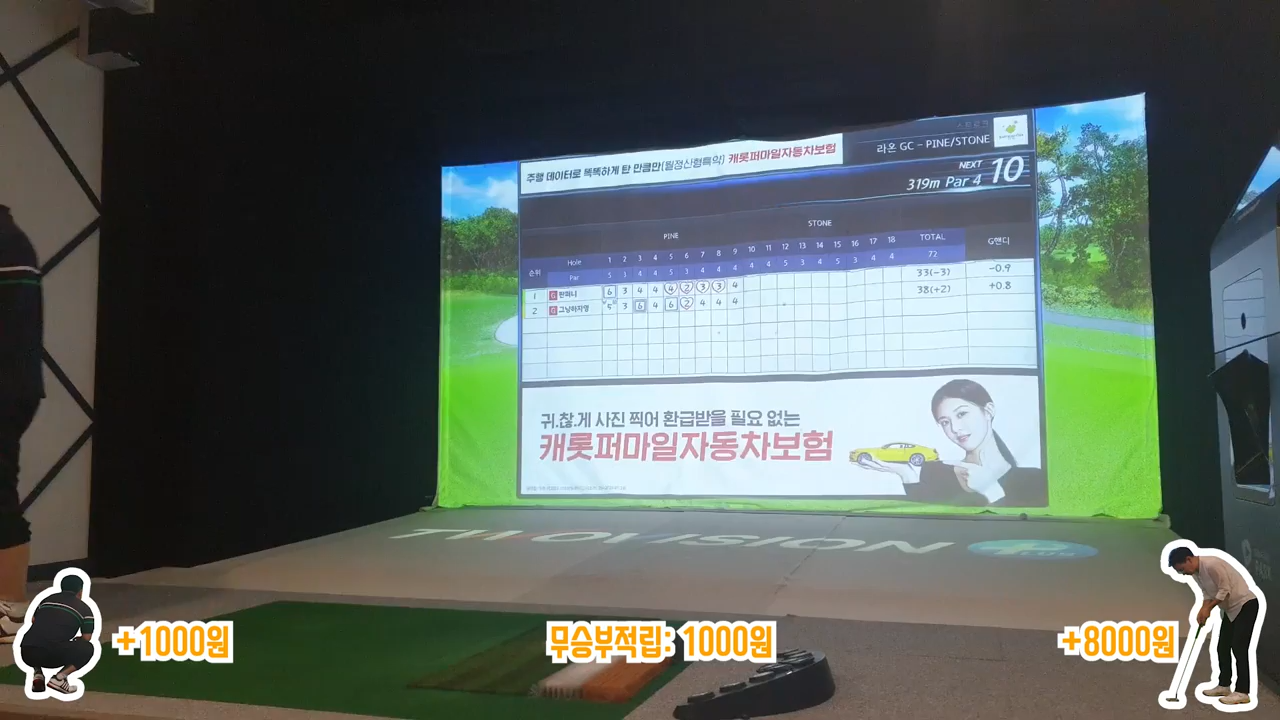 주행 데이터로 똑똑하게 탄 만큼만(월정산형특약) 캐롯퍼마일자동차보험
라온 GC - PINE/STONE
NEXT 10
319m Par 4
PINE STONE
순위 Hole 1 2 3 4 5 6 7 8 9 10 11 12 13 14 15 16 17 18 TOTAL G핸디
Par 5 3 4 4 5 3 4 4 4 4 4 5 3 4 5 3 4 4 72
1 G 6 3 4 4 4 2 3 3 4 33(-3) -0.9
2 G 그냥하자영 5 3 6 4 6 2 4 4 4 38(+2) +0.8
귀.찮.게 사진 찍어 환급받을 필요 없는
캐롯퍼마일자동차보험
TWOVISION
+1000원
무승부적립: 1000원
+8000원